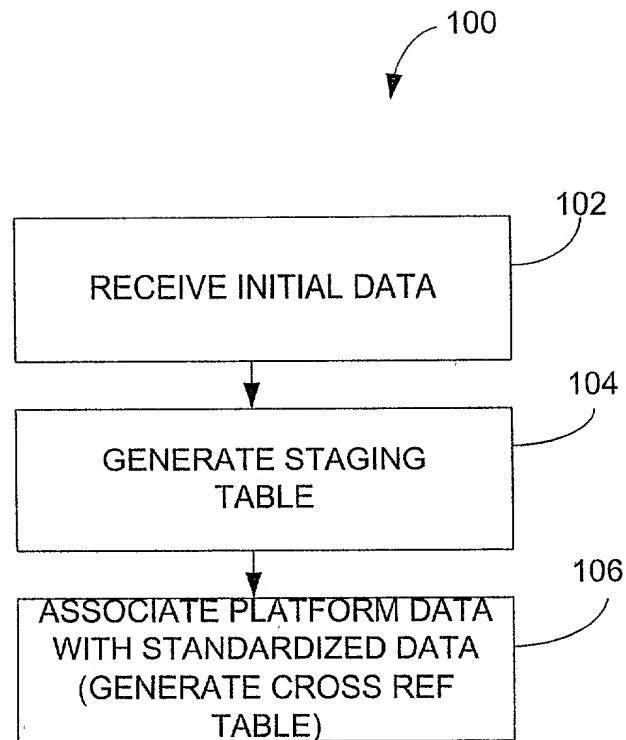 100
102
RECEIVE INITIAL DATA
104
GENERATE STAGING
TABLE
106
ASSOCIATE PLATFORM DATA
WITH STANDARDIZED DATA
(GENERATE CROSS REF
TABLE)